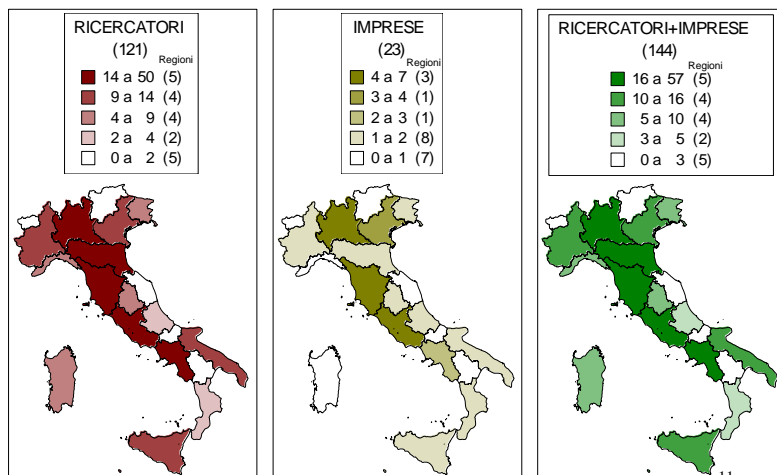 RICERCATORI
(121)
Regioni
14 a 50 (5)
9 a 14 (4)
4 a 9 (4)
2 a 4 (2)
0 a 2 (5)
IMPRESE
(23)
Regioni
4 a 7 (3)
3 a 4 (1)
2 a 3 (1)
1 a 2 (8)
0 a 1 (7)
RICERCATORI+IMPRESE
(144)
Regioni
16 a 57 (5)
10 a 16 (4)
5 a 10 (4)
3 a 5 (2)
0 a 3 (5)